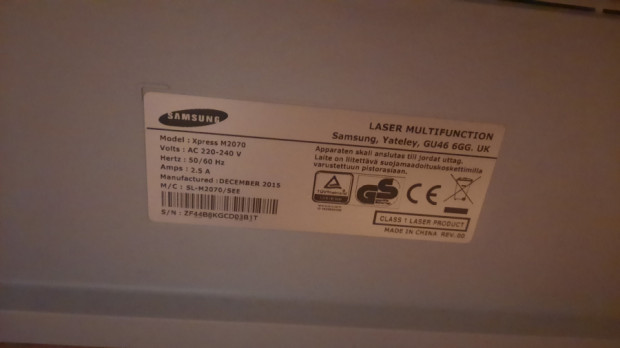 SAMSUNG
LASER MULTIFUNCTION
Samsung, Yateley, GU46 6GG. UK
Model : Xpress M2070
Volts : AC 220-240 V
Hertz : 50/60 Hz
Amps : 2.5 A
Manufactured : DECEMBER 2015
M/C : SL-M2070/SEE
Apparaten skall anslutas till jordat uttag.
Laite on liitettävä suojamaadoituskoskettimilla
varustettuun pistorasiaan.
GS
CE
CLASS 1 LASER PRODUCT
MADE IN CHINA REV.00
S/N :